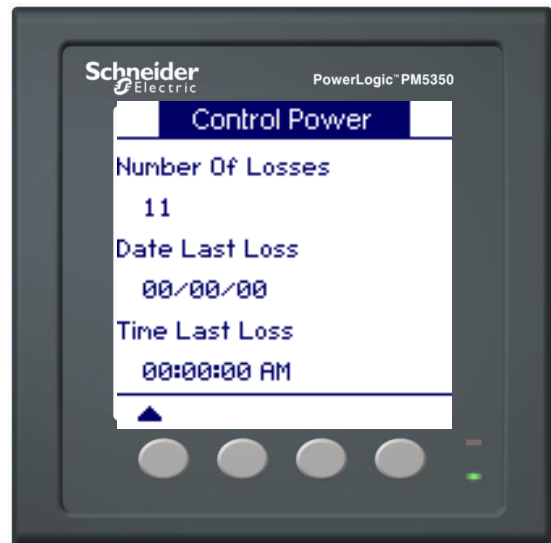 Schneider
Electric
PowerLogic™ PM5350
Control Power
Number Of Losses
11
Date Last Loss
00/00/00
Time Last Loss
00:00:00 AM